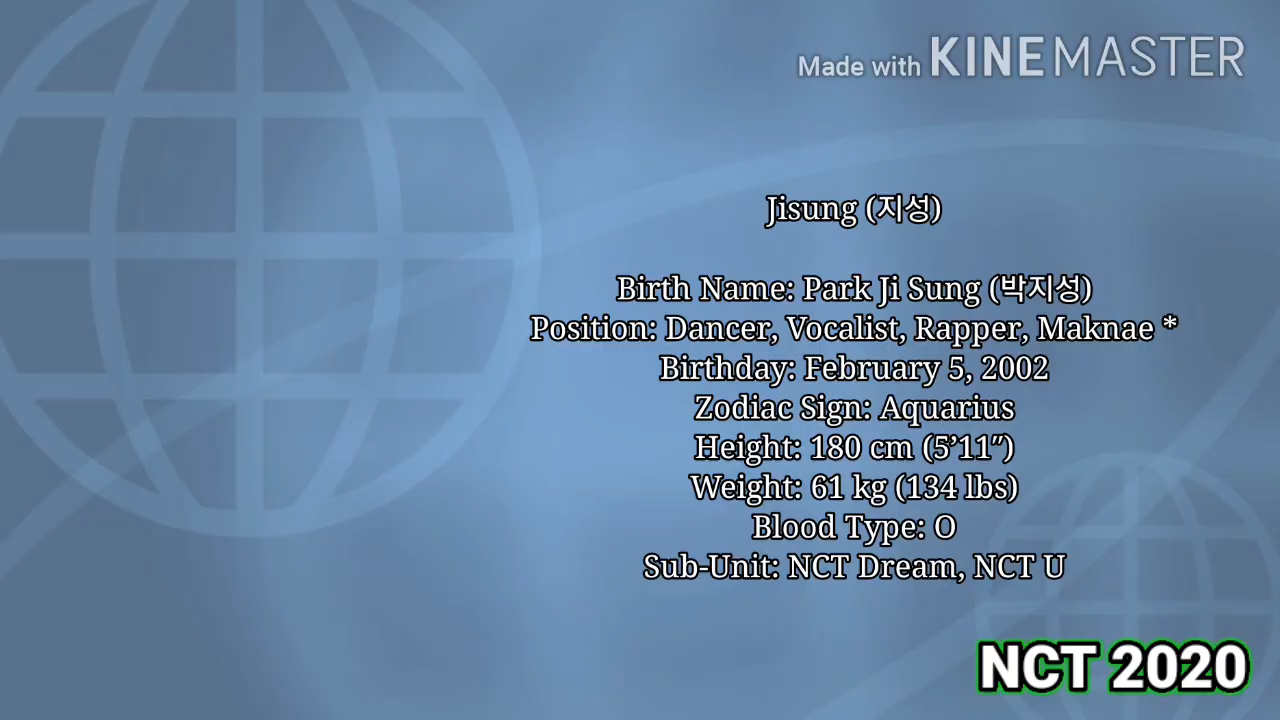 Made with KINEMASTER
Jisung (지성)
Birth Name: Park Ji Sung (박지성)
Position: Dancer, Vocalist, Rapper, Maknae *
Birthday: February 5, 2002
Zodiac Sign: Aquarius
Height: 180 cm (5’11″)
Weight: 61 kg (134 lbs)
Blood Type: O
Sub-Unit: NCT Dream, NCT U
NCT 2020